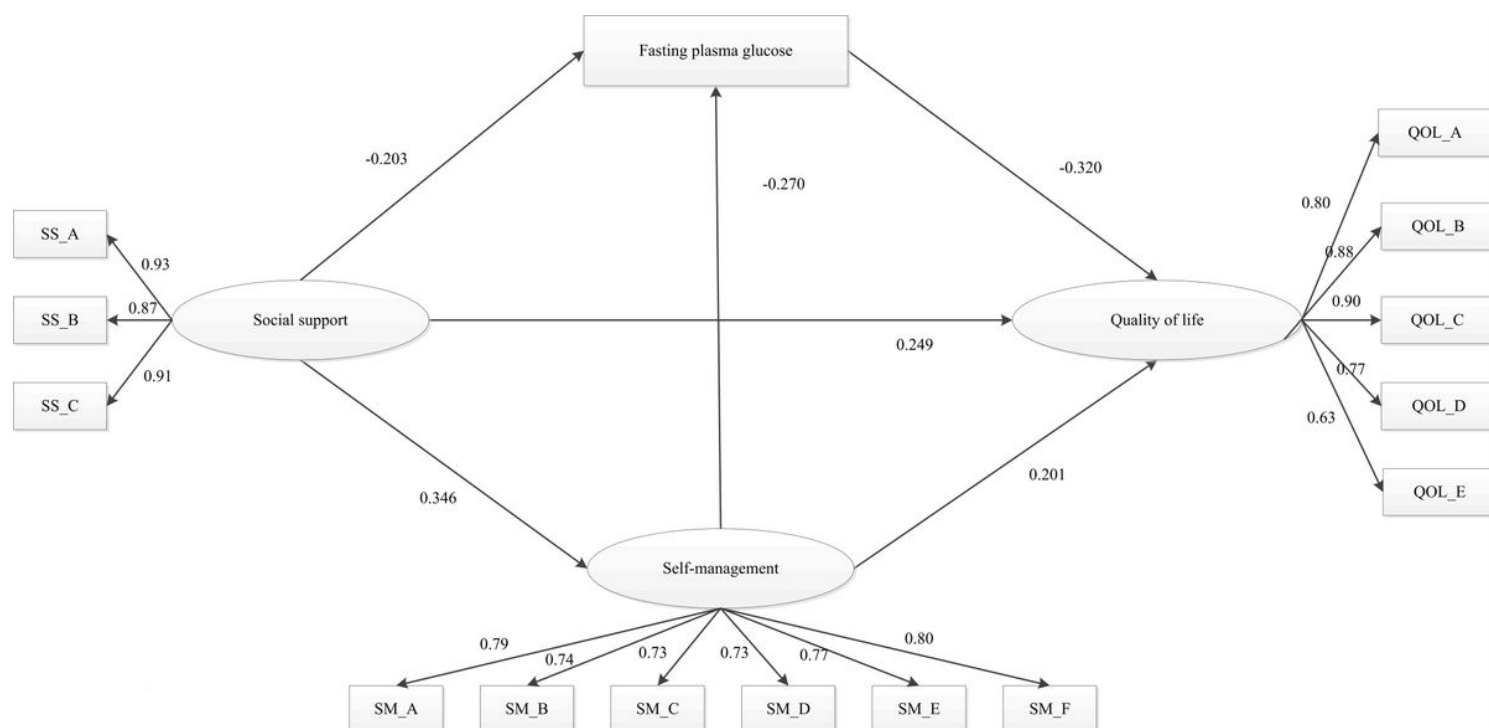 Fasting plasma glucose
-0.203
-0.270
-0.320
QOL_A
0.80
QOL_B
0.88
SS_A
0.93
SS_B
0.87
Social support
0.249
Quality of life
0.90
QOL_C
SS_C
0.91
0.77
QOL_D
0.63
QOL_E
0.346
0.201
Self-management
0.79
0.74
0.73
0.73
0.77
0.80
SM_A
SM_B
SM_C
SM_D
SM_E
SM_F